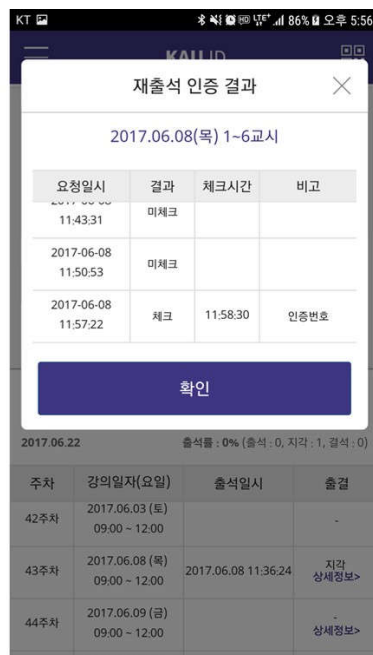 KT 86% 오후 5:56
KAU ID
재출석 인증 결과
2017.06.08(목) 1~6교시
요청일시 결과 체크시간 비고
11:43:31 미체크
2017-06-08
11:50:53 미체크
2017-06-08
11:57:22 체크 11:58:30 인증번호
확인
2017.06.22 출석률 : 0% (출석 : 0, 지각 : 1, 결석 : 0)
주차 강의일자(요일) 출석일시 출결
42주차 2017.06.03 (토)
09:00 ~ 12:00 -
43주차 2017.06.08 (목)
09:00 ~ 12:00 2017.06.08 11:36:24 지각
상세정보>
44주차 2017.06.09 (금)
09:00 ~ 12:00 -
상세정보>